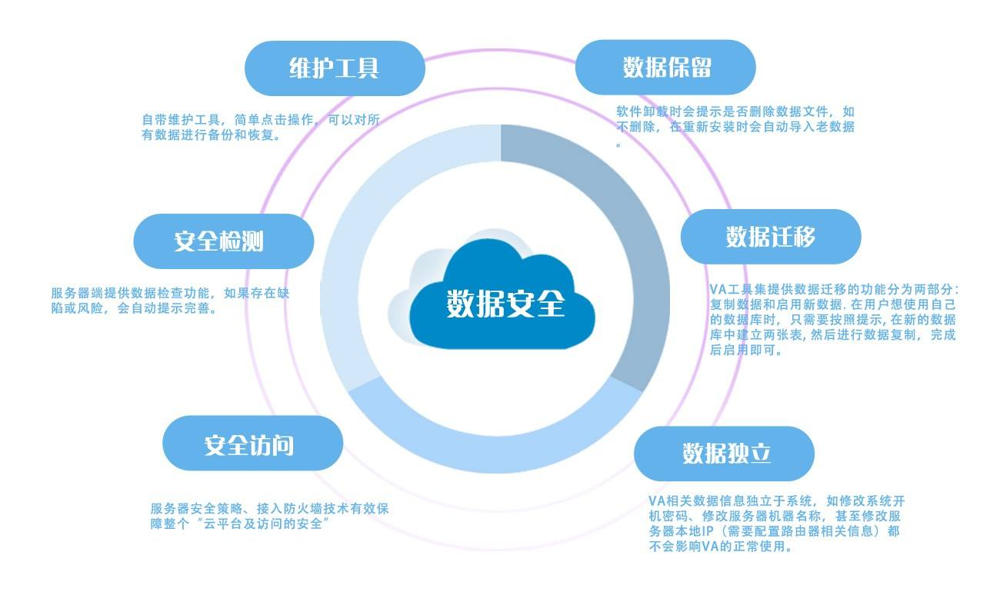 维护工具
自带维护工具，简单点击操作，可以对所
有数据进行备份和恢复。
数据保留
软件卸载时会提示是否删除数据文件，如
不删除，在重新安装时会自动导入老数据
。
安全检测
服务器端提供数据检查功能，如果存在缺
陷或风险，会自动提示完善。
数据安全
数据迁移
VA工具集提供数据迁移的功能分为两部分：
复制数据和启用新数据. 在用户想使用自己
的数据库时，只需要按照提示, 在新的数据
库中建立两张表, 然后进行数据复制，完成
后启用即可。
安全访问
服务器安全策略、接入防火墙技术有效保
障整个“云平台及访问的安全”
数据独立
VA相关数据信息独立于系统，如修改系统开
机密码、修改服务器机器名称，甚至修改服
务器本地IP（需要配置路由器相关信息）都
不会影响VA的正常使用。